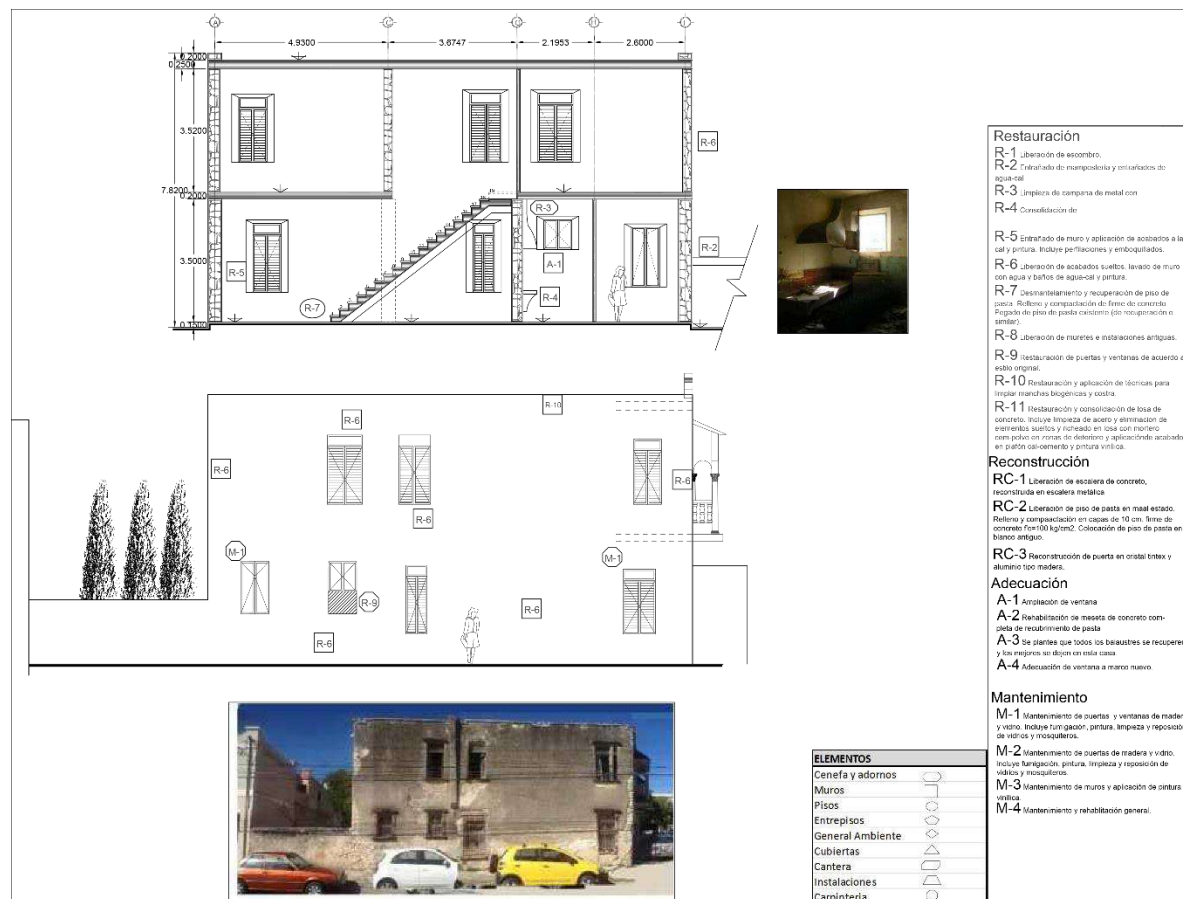 A C G H I
4.9300 3.6747 2.1953 2.6000
0.2000
0.2500
3.5200
7.8200
0.2000
3.5000
0.1500
R-6
R-3
R-2
R-5
A-1
R-4
R-7
R-10
R-6
R-6
R-6
R-6
M-1
M-1
R-9
R-6
R-6
Restauración
R-1 Liberación de escombro.
R-2 Entrañado de mampostería y entrañados de
agua-cal
R-3 Limpieza de campana de metal con
R-4 Consolidación de
R-5 Entrañado de muro y aplicación de acabados a la
cal y pintura. Incluye perfilaciones y emboquillados.
R-6 Liberación de acabados sueltos, lavado de muro
con agua y baños de agua-cal y pintura.
R-7 Desmantelamiento y recuperación de piso de
pasta. Relleno y compactación de firme de concreto
Pegado de piso de pasta existente (de recuperación o
similar).
R-8 Liberación de muretes e instalaciones antiguas.
R-9 Restauración de puertas y ventanas de acuerdo a
estilo original.
R-10 Restauración y aplicación de técnicas para
limpiar manchas biogénicas y costra.
R-11 Restauración y consolidación de losa de
concreto. Incluye limpieza de acero y eliminación de
elementos sueltos y richeado en losa con mortero
cem-polvo en zonas de deterioro y aplicaciónde acabado
en plafón cal-cemento y pintura vinílica.
Reconstrucción
RC-1 Liberación de escalera de concreto,
reconstruida en escalera metálica
RC-2 Liberación de piso de pasta en maal estado.
Relleno y compaactación en capas de 10 cm. firme de
concreto f'c=100 kg/cm2. Colocación de piso de pasta en
blanco antiguo.
RC-3 Reconstrucción de puerta en cristal tintex y
aluminio tipo madera.
Adecuación
A-1 Ampliación de ventana
A-2 Rehabilitación de meseta de concreto com-
pleta de recubrimiento de pasta
A-3 Se plantea que todos los balaustres se recuperen
y los mejores se dejen en esta casa.
A-4 Adecuación de ventana a marco nuevo.
Mantenimiento
M-1 Mantenimiento de puertas y ventanas de madera
y vidrio. Incluye fumigación, pintura, limpieza y reposición
de vidrios y mosquiteros.
M-2 Mantenimiento de puertas de madera y vidrio.
Incluye fumigación, pintura, limpieza y reposición de
vidrios y mosquiteros.
M-3 Mantenimiento de muros y aplicación de pintura
vinílica.
M-4 Mantenimiento y rehablitación general.
ELEMENTOS
Cenefa y adornos
Muros
Pisos
Entrepisos
General Ambiente
Cubiertas
Cantera
Instalaciones
Carpintería